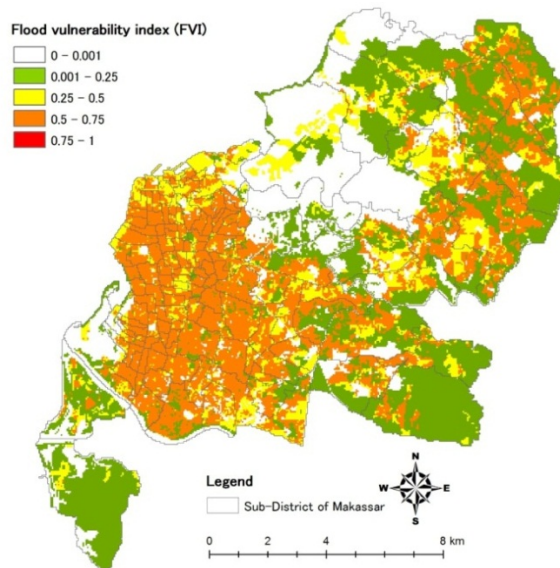 Flood vulnerability index (FVI)
0 - 0.001
0.001 - 0.25
0.25 - 0.5
0.5 - 0.75
0.75 - 1
Legend
Sub-District of Makassar
N
W E
S
0 2 4 8 km